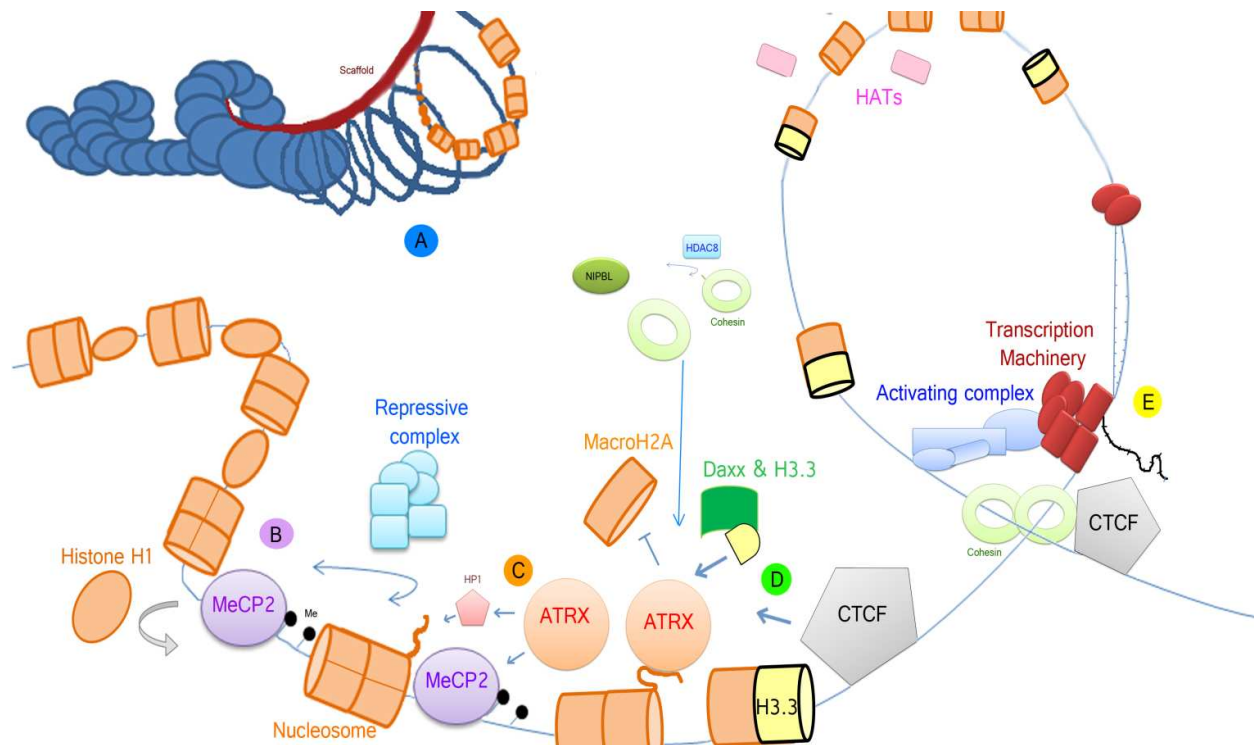 Scaffold
A
HATs
HDAC8
NIPBL
Cohesin
Transcription
Machinery
Activating complex
E
Repressive
complex
MacroH2A
Daxx & H3.3
Cohesin
CTCF
B
Histone H1
MeCP2
Me
HP1
C
ATRX
ATRX
D
CTCF
MeCP2
Nucleosome
H3.3